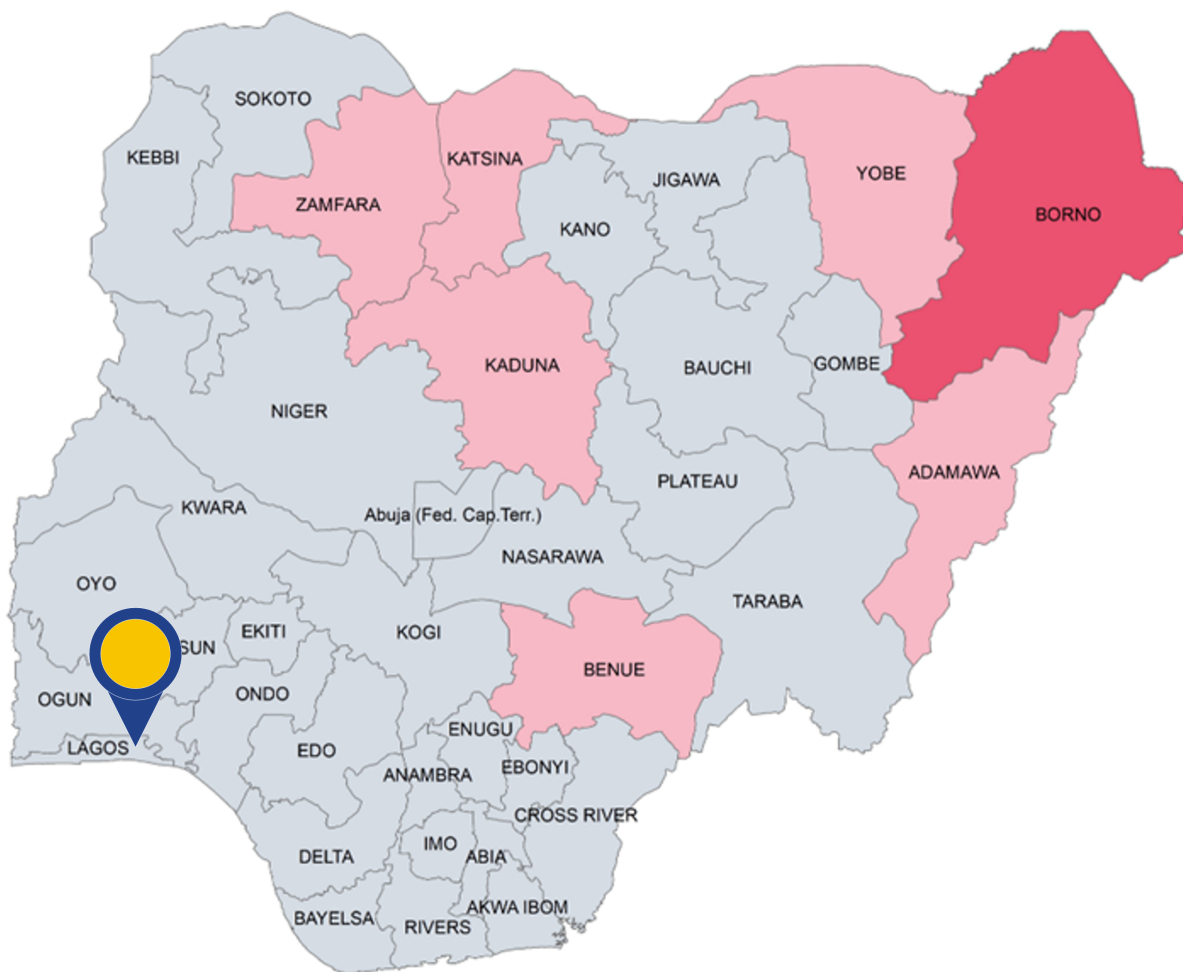 SOKOTO
KEBBI
ZAMFARA
KATSINA
KANO
JIGAWA
YOBE
BORNO
KADUNA
BAUCHI
GOMBE
NIGER
ADAMAWA
PLATEAU
KWARA
Abuja (Fed. Cap.Terr.)
NASARAWA
OYO
TARABA
SUN
EKITI
KOGI
BENUE
OGUN
ONDO
LAGOS
EDO
ENUGU
EBONYI
ANAMBRA
CROSS RIVER
IMO
ABIA
DELTA
AKWA IBOM
BAYELSA
RIVERS